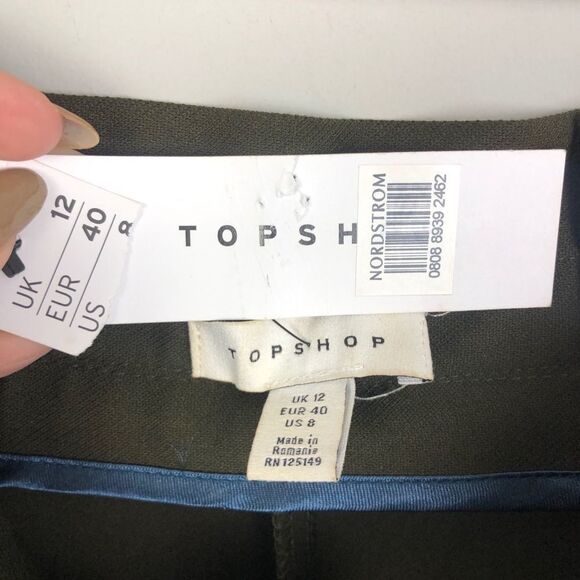 UK 12
EUR 40
US 8
TOPSH
NORDSTROM
0808 8939 2462
TOPSHOP
UK 12
EUR 40
US 8
Made in
Romania
RN 125149